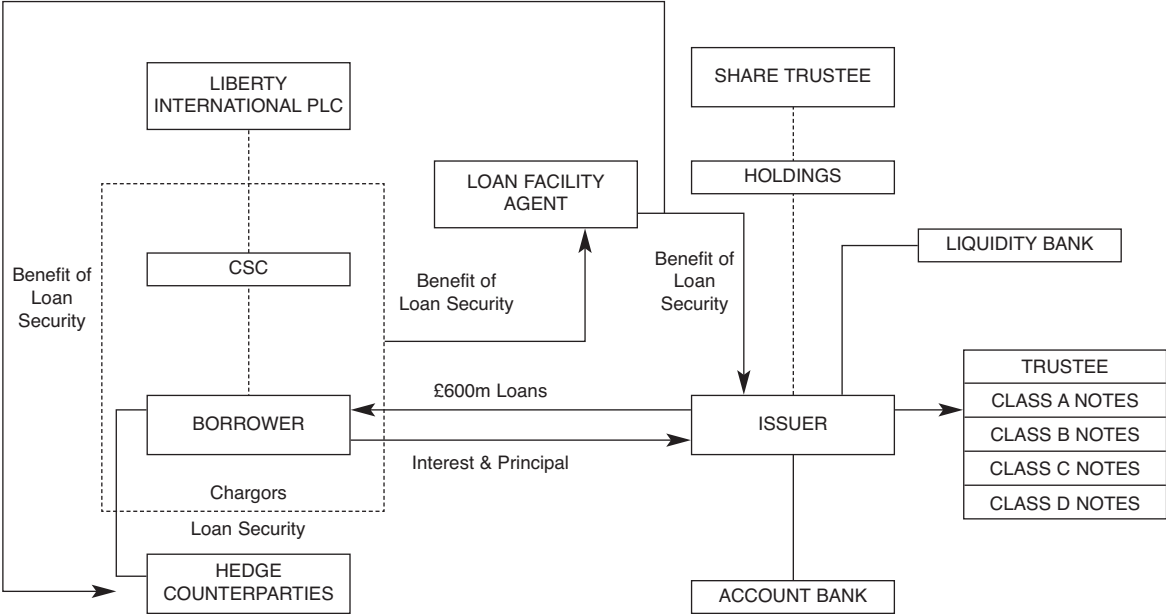 LIBERTY
INTERNATIONAL PLC
SHARE TRUSTEE
LOAN FACILITY
AGENT
HOLDINGS
LIQUIDITY BANK
CSC
Benefit of
Loan
Security
Benefit of
Loan Security
Benefit of
Loan
Security
£600m Loans
BORROWER
ISSUER
Interest & Principal
TRUSTEE
CLASS A NOTES
CLASS B NOTES
CLASS C NOTES
CLASS D NOTES
Chargors
Loan Security
HEDGE
COUNTERPARTIES
ACCOUNT BANK